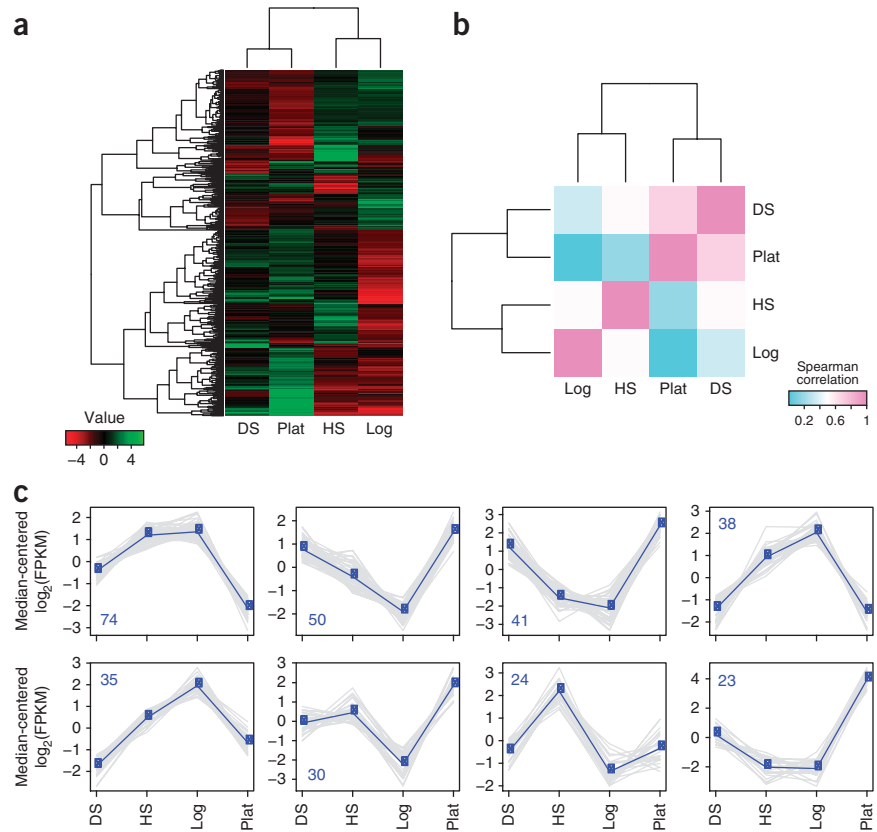 a
b
DS
Plat
HS
Log
Log HS Plat DS
Spearman
correlation
0.2 0.6 1
Value
−4 0 4
DS Plat HS Log
c
Median-centered
log2(FPKM)
2
1
0
−1
−2
−3
74
2
1
0
−1
−2
50
3
2
1
0
−1
−2
−3
41
3
2
1
0
−1
−2
38
Median-centered
log2(FPKM)
3
2
1
0
−1
−2
35
3
2
1
0
−1
−2
−3
30
3
2
1
0
−1
−2
24
4
2
0
−2
23
DS HS Log Plat
DS HS Log Plat
DS HS Log Plat
DS HS Log Plat